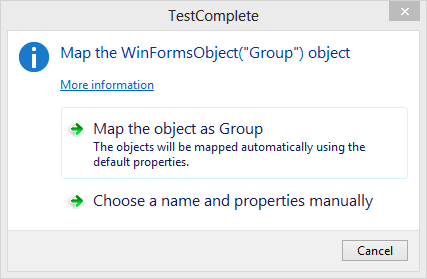 TestComplete
Map the WinFormsObject("Group") object
More information
Map the object as Group
The objects will be mapped automatically using the
default properties.
Choose a name and properties manually
Cancel